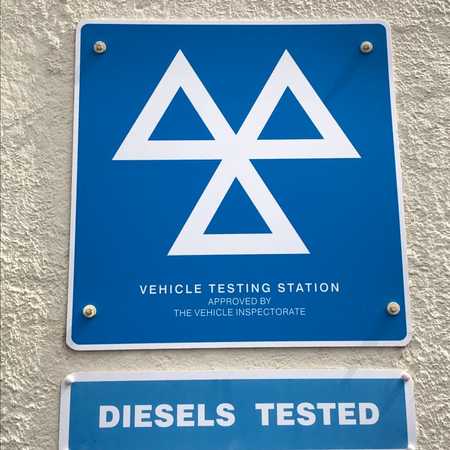 VEHICLE TESTING STATION
APPROVED BY
THE VEHICLE INSPECTORATE
DIESELS TESTED